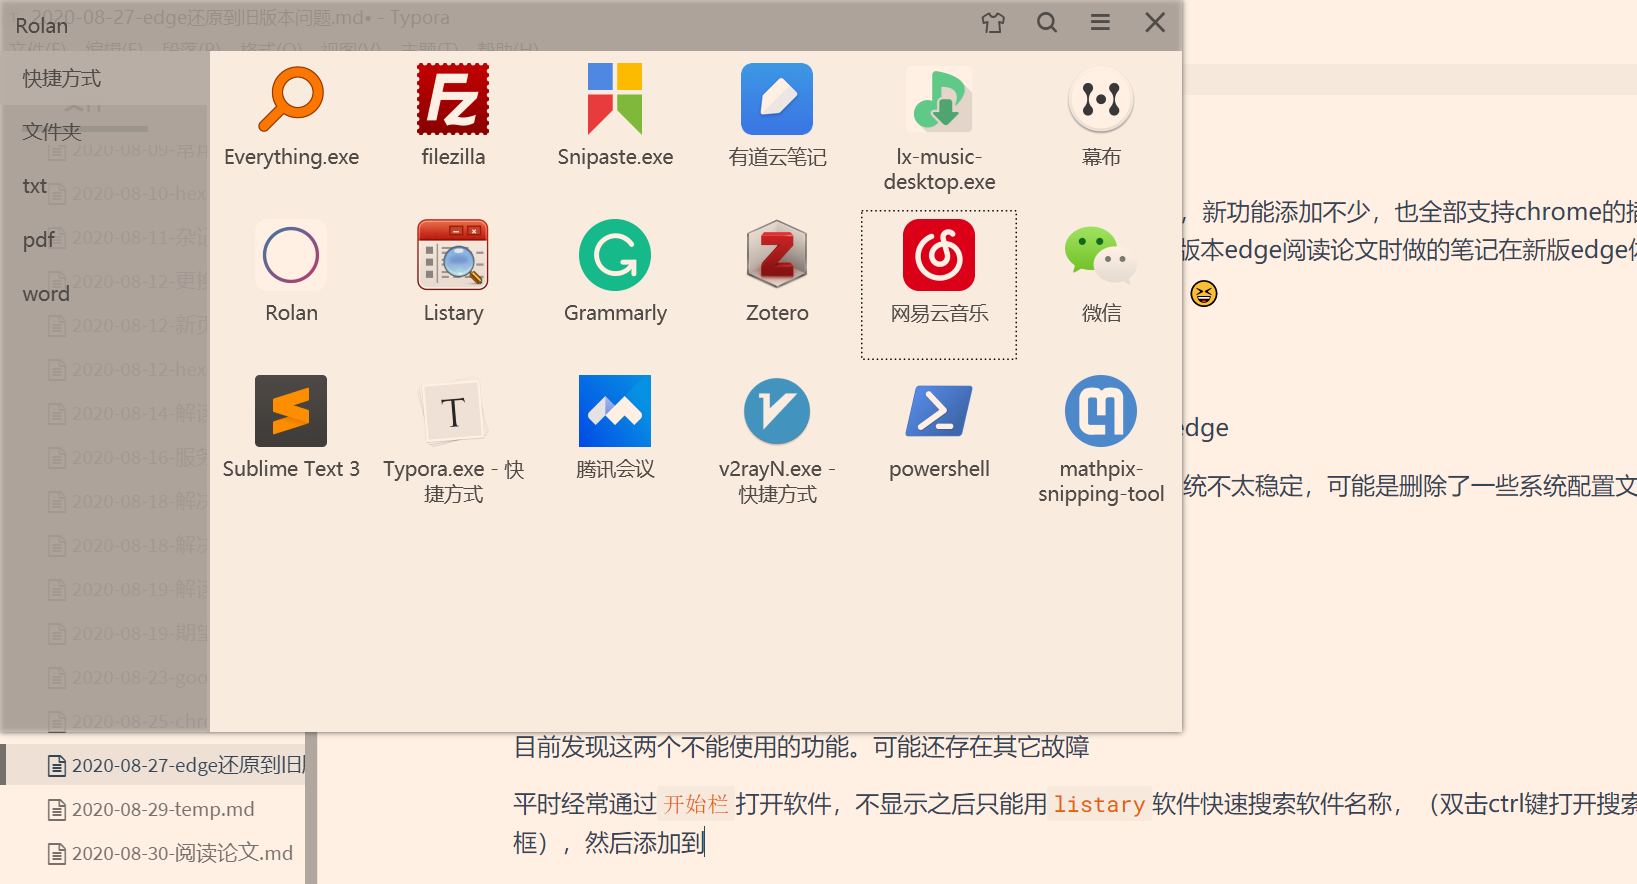 2020-08-27-edge还原到旧版本问题.md• - Typora
Rolan
文件(F) 编辑(E) 段落(P) 格式(O) 视图(V) 主题(T) 帮助(H)
快捷方式
文件夹
txt
pdf
word
Everything.exe
filezilla
Snipaste.exe
有道云笔记
lx-music-
desktop.exe
幕布
Rolan
Listary
Grammarly
Zotero
网易云音乐
微信
Sublime Text 3
Typora.exe - 快
捷方式
腾讯会议
v2rayN.exe -
快捷方式
powershell
mathpix-
snipping-tool
2020-08-10-hex
2020-08-11-杂记
2020-08-12-更换
2020-08-12-新页
2020-08-12-hex
2020-08-14-解
2020-08-16-服务
2020-08-18-解决
2020-08-18-解决
2020-08-19-解
2020-08-19-期望
2020-08-23-goo
2020-08-25-chr
2020-08-27-edge还原到旧
2020-08-29-temp.md
2020-08-30-阅读论文.md
，新功能添加不少，也全部支持chrome的
版本edge阅读论文时做的笔记在新版edge
edge
统不太稳定，可能是删除了一些系统配置文
目前发现这两个不能使用的功能。可能还存在其它故障
平时经常通过 开始栏 打开软件，不显示之后只能用 listary 软件快速搜索软件名称，（双击ctrl键打开搜索
框），然后添加到